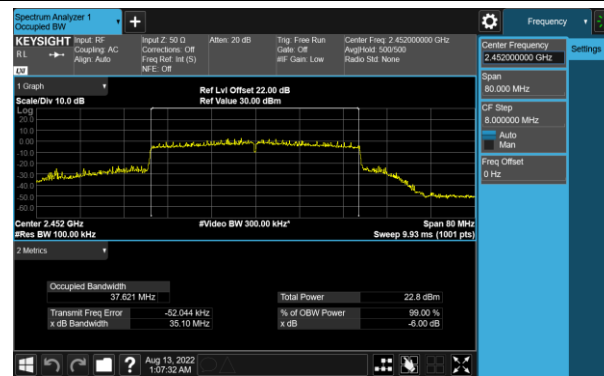 Spectrum Analyzer 1
Occupied BW
+
Frequency
KEYSIGHT
RL
LXI
Input: RF
Coupling: AC
Align: Auto
Input Z: 50 Ω
Corrections: Off
Freq Ref: Int (S)
NFE: Off
Atten: 20 dB
Trig: Free Run
Gate: Off
#IF Gain: Low
Center Freq: 2.452000000 GHz
Avg|Hold: 500/500
Radio Std: None
Center Frequency
2.452000000 GHz
Settings
Span
80.000 MHz
CF Step
8.000000 MHz
Auto
Man
Freq Offset
0 Hz
1 Graph
Scale/Div 10.0 dB
Ref Lvl Offset 22.00 dB
Ref Value 30.00 dBm
Log
20.0
10.0
0.00
-10.0
-20.0
-30.0
-40.0
-50.0
-60.0
Center 2.452 GHz
#Res BW 100.00 kHz
#Video BW 300.00 kHz*
Span 80 MHz
Sweep 9.93 ms (1001 pts)
2 Metrics
Occupied Bandwidth
37.621 MHz
Transmit Freq Error -52.044 kHz
x dB Bandwidth 35.10 MHz
Total Power 22.8 dBm
% of OBW Power 99.00 %
x dB -6.00 dB
?
Aug 13, 2022
1:07:32 AM